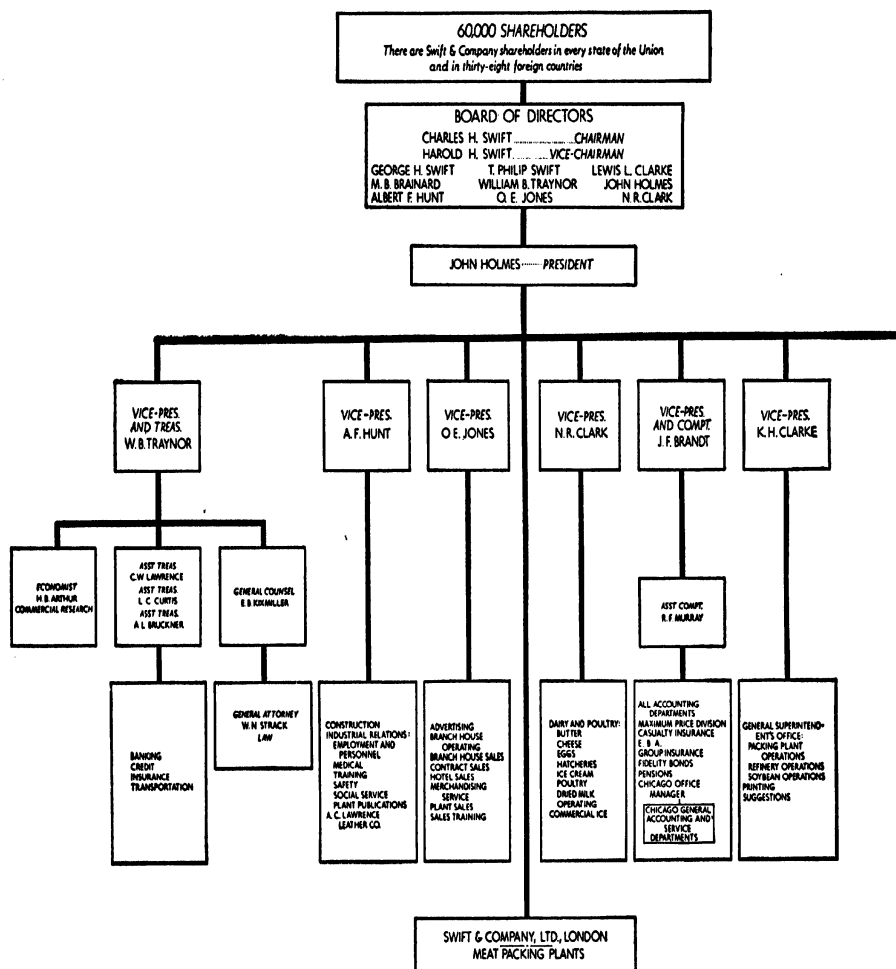 60,000 SHAREHOLDERS
There are Swift & Company shareholders in every state of the Union
and in thirty-eight foreign countries
BOARD OF DIRECTORS
CHARLES H. SWIFT ........ CHAIRMAN
HAROLD H. SWIFT ........ VICE-CHAIRMAN
GEORGE H. SWIFT T. PHILIP SWIFT LEWIS L. CLARKE
M. B. BRAINARD WILLIAM B. TRAYNOR JOHN HOLMES
ALBERT F. HUNT O. E. JONES N. R. CLARK
JOHN HOLMES ........ PRESIDENT
VICE-PRES.
AND TREAS.
W. B. TRAYNOR
VICE-PRES.
A. F. HUNT
VICE-PRES.
O E. JONES
VICE-PRES.
N. R. CLARK
VICE-PRES.
AND COMPT.
J. F. BRANDT
VICE-PRES.
K. H. CLARKE
ECONOMIST
H. B. ARTHUR
COMMERCIAL RESEARCH
ASST TREAS
C. W LAWRENCE
ASST TREAS.
L. C CURTIS
ASST TREAS.
A L BRUCKNER
GENERAL COUNSEL
E. B KIXMILLER
ASST COMPT.
R. F MURRAY
BANKING
CREDIT
INSURANCE
TRANSPORTATION
GENERAL ATTORNEY
W. N STRACK
LAW
CONSTRUCTION
INDUSTRIAL RELATIONS:
EMPLOYMENT AND
PERSONNEL
MEDICAL
TRAINING
SAFETY
SOCIAL SERVICE
PLANT PUBLICATIONS
A. C. LAWRENCE
LEATHER CO.
ADVERTISING
BRANCH HOUSE
OPERATING
BRANCH HOUSE SALES
CONTRACT SALES
HOTEL SALES
MERCHANDISING
SERVICE
PLANT SALES
SALES TRAINING
DAIRY AND POULTRY:
BUTTER
CHEESE
EGGS
HATCHERIES
ICE CREAM
POULTRY
DRIED MILK
OPERATING
COMMERCIAL ICE
ALL ACCOUNTING
DEPARTMENTS
MAXIMUM PRICE DIVISION
CASUALTY INSURANCE
E. B A.
GROUP INSURANCE
FIDELITY BONDS
PENSIONS
CHICAGO OFFICE
MANAGER
CHICAGO GENERAL
ACCOUNTING AND
SERVICE
DEPARTMENTS
GENERAL SUPERINTEND-
ENT'S OFFICE:
PACKING PLANT
OPERATIONS
REFINERY OPERATIONS
SOYBEAN OPERATIONS
PRINTING
SUGGESTIONS
SWIFT & COMPANY, LTD., LONDON
MEAT PACKING PLANTS